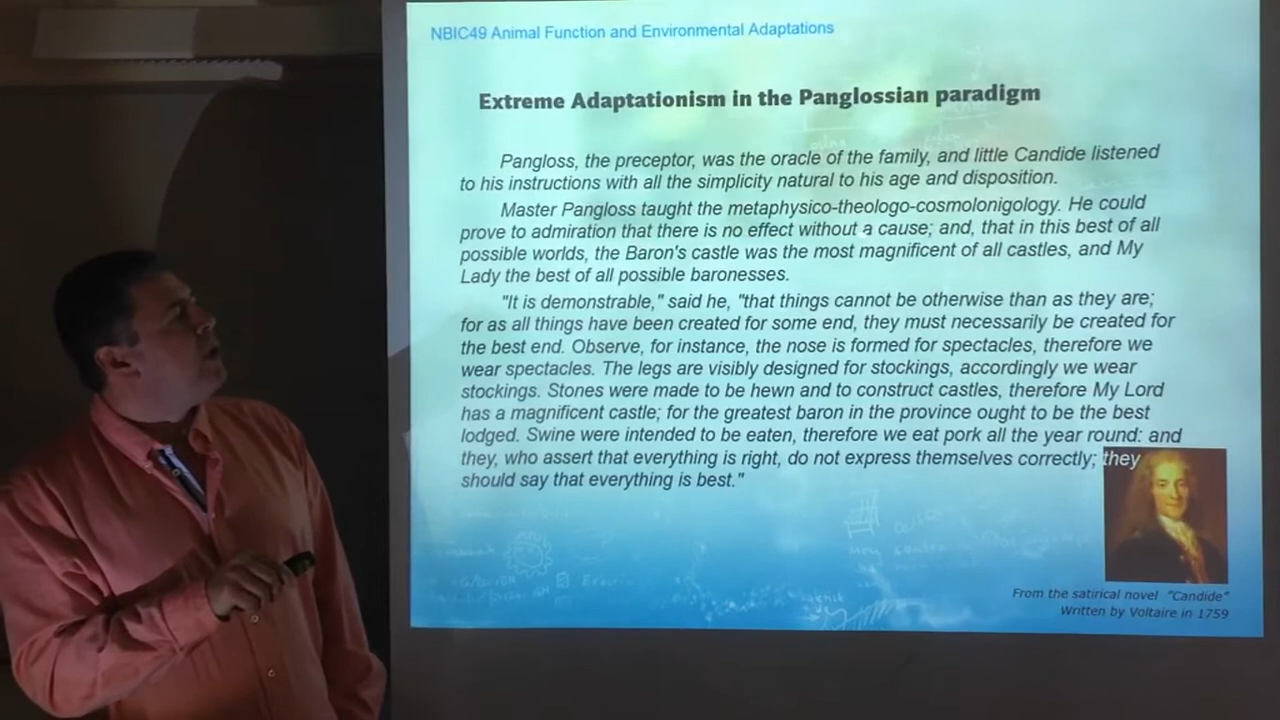 NBIC49 Animal Function and Environmental Adaptations
Extreme Adaptationism in the Panglossian paradigm
Pangloss, the preceptor, was the oracle of the family, and little Candide listened
to his instructions with all the simplicity natural to his age and disposition.
Master Pangloss taught the metaphysico-theologo-cosmolonigology. He could
prove to admiration that there is no effect without a cause; and, that in this best of all
possible worlds, the Baron's castle was the most magnificent of all castles, and My
Lady the best of all possible baronesses.
"It is demonstrable," said he, "that things cannot be otherwise than as they are;
for as all things have been created for some end, they must necessarily be created for
the best end. Observe, for instance, the nose is formed for spectacles, therefore we
wear spectacles. The legs are visibly designed for stockings, accordingly we wear
stockings. Stones were made to be hewn and to construct castles, therefore My Lord
has a magnificent castle; for the greatest baron in the province ought to be the best
lodged. Swine were intended to be eaten, therefore we eat pork all the year round: and
they, who assert that everything is right, do not express themselves correctly; they
should say that everything is best."
From the satirical novel "Candide"
Written by Voltaire in 1759